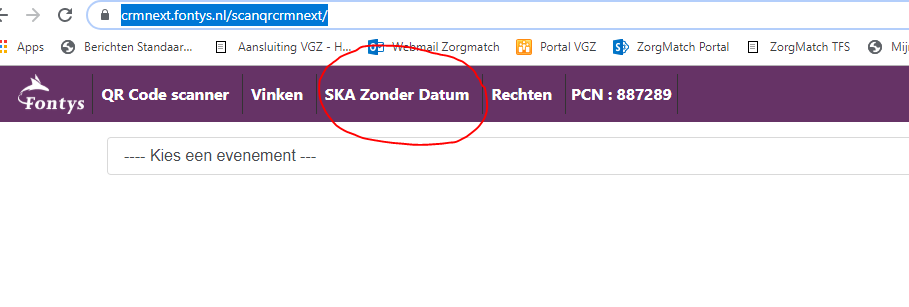 crmnext.fontys.nl/scanqrcrmnext/
Apps Berichten Standaar... Aansluiting VGZ - H... Webmail Zorgmatch Portal VGZ ZorgMatch Portal ZorgMatch TFS Mij
Fontys QR Code scanner Vinken SKA Zonder Datum Rechten PCN : 887289
---- Kies een evenement ---